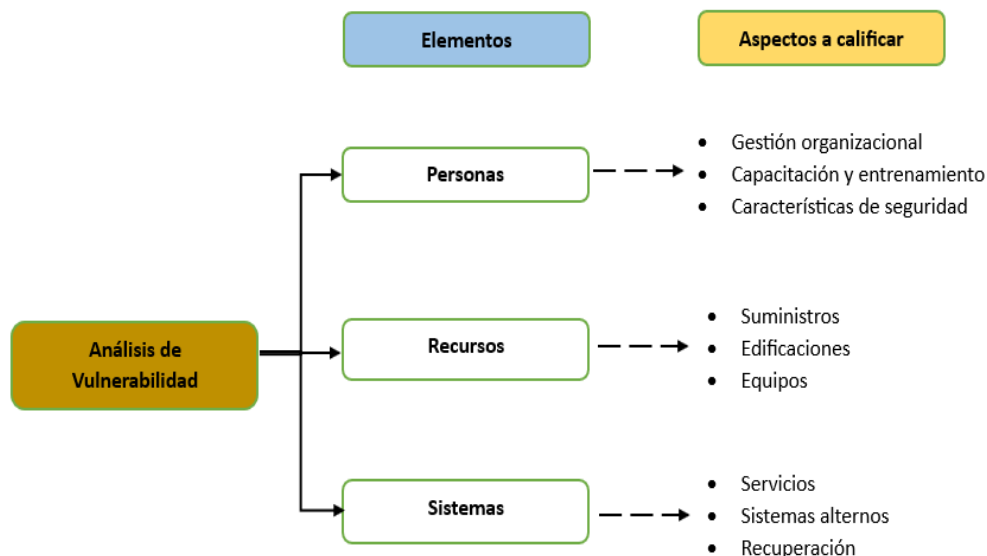 Elementos
Aspectos a calificar
Personas
• Gestión organizacional
• Capacitación y entrenamiento
• Características de seguridad
Análisis de
Vulnerabilidad
Recursos
• Suministros
• Edificaciones
• Equipos
Sistemas
• Servicios
• Sistemas alternos
• Recuperación